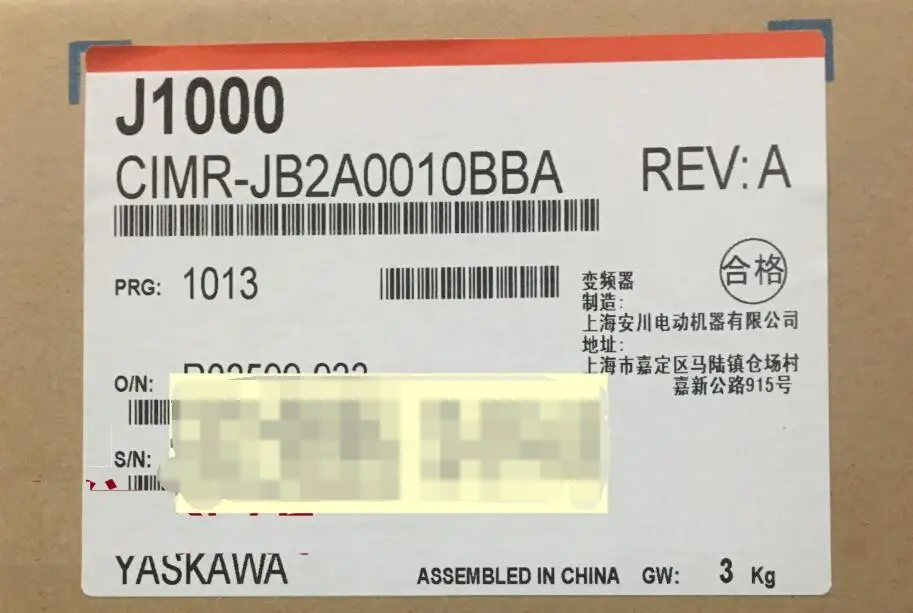 J1000
CIMR-JB2A0010BBA
REV: A
PRG: 1013
变频器
合格
制造:
上海安川电动机器有限公司
地址:
上海市嘉定区马陆镇仓场村
嘉新公路915号
O/N:
S/N:
YASKAWA
ASSEMBLED IN CHINA GW: 3 Kg